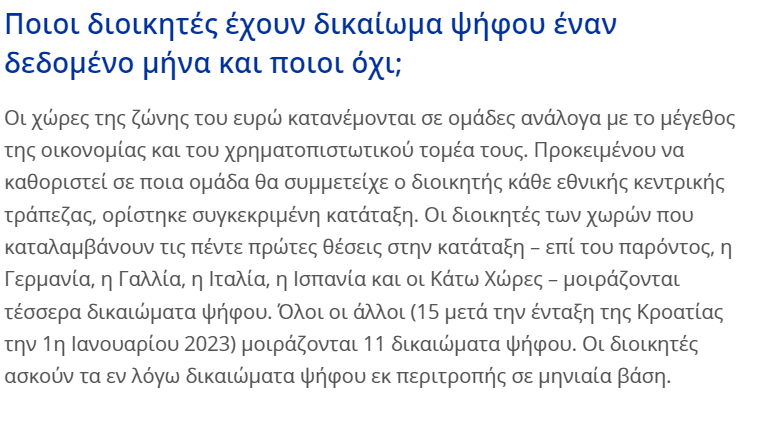 Ποιοι διοικητές έχουν δικαίωμα ψήφου έναν
δεδομένο μήνα και ποιοι όχι;
Οι χώρες της ζώνης του ευρώ κατανέμονται σε ομάδες ανάλογα με το μέγεθος
της οικονομίας και του χρηματοπιστωτικού τομέα τους. Προκειμένου να
καθοριστεί σε ποια ομάδα θα συμμετείχε ο διοικητής κάθε εθνικής κεντρικής
τράπεζας, ορίστηκε συγκεκριμένη κατάταξη. Οι διοικητές των χωρών που
καταλαμβάνουν τις πέντε πρώτες θέσεις στην κατάταξη – επί του παρόντος, η
Γερμανία, η Γαλλία, η Ιταλία, η Ισπανία και οι Κάτω Χώρες – μοιράζονται
τέσσερα δικαιώματα ψήφου. Όλοι οι άλλοι (15 μετά την ένταξη της Κροατίας
την 1η Ιανουαρίου 2023) μοιράζονται 11 δικαιώματα ψήφου. Οι διοικητές
ασκούν τα εν λόγω δικαιώματα ψήφου εκ περιτροπής σε μηνιαία βάση.